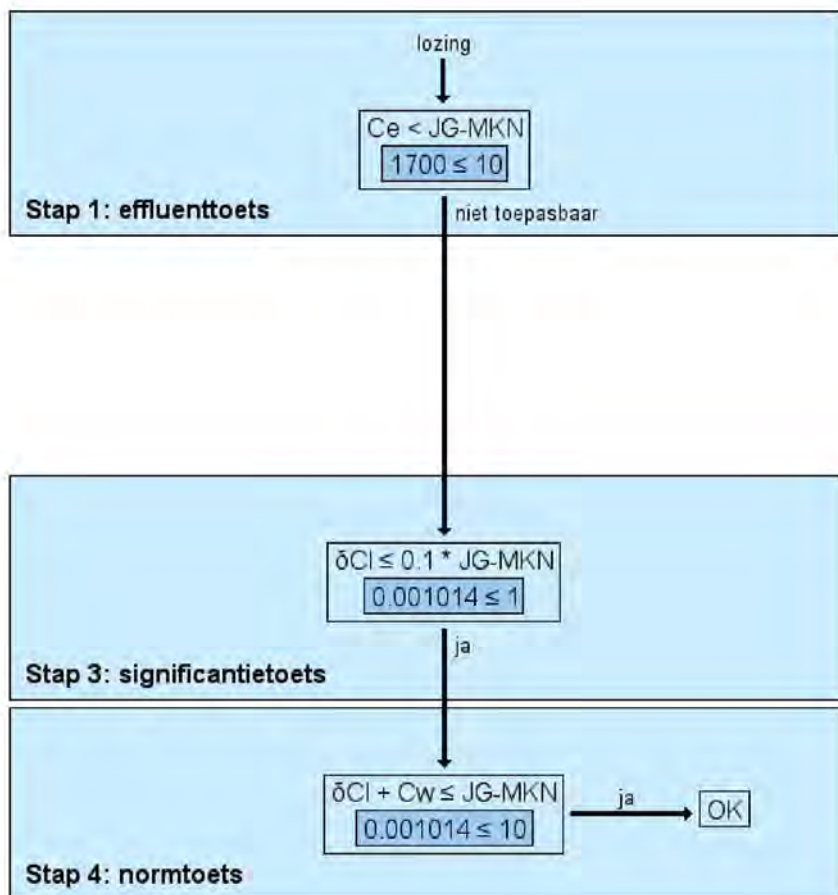 lozing
Ce < JG-MKN
1700 ≤ 10
Stap 1: effluenttoets
niet toepasbaar
δCl ≤ 0.1 * JG-MKN
0.001014 ≤ 1
ja
Stap 3: significantietoets
δCl + Cw ≤ JG-MKN
0.001014 ≤ 10
ja
OK
Stap 4: normtoets